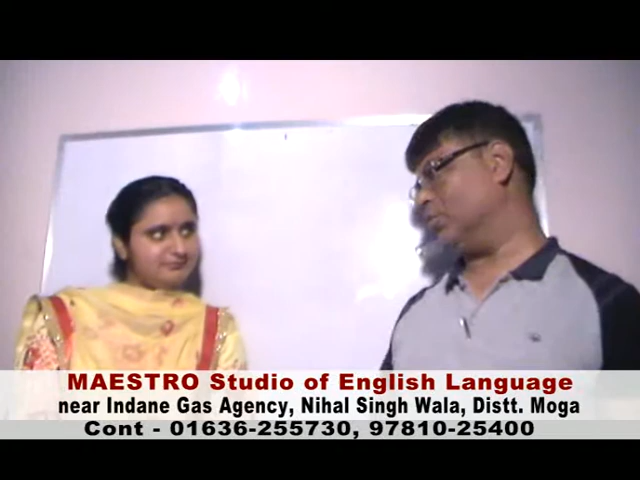 MAESTRO Studio of English Language
near Indane Gas Agency, Nihal Singh Wala, Distt. Moga
Cont - 01636-255730, 97810-25400